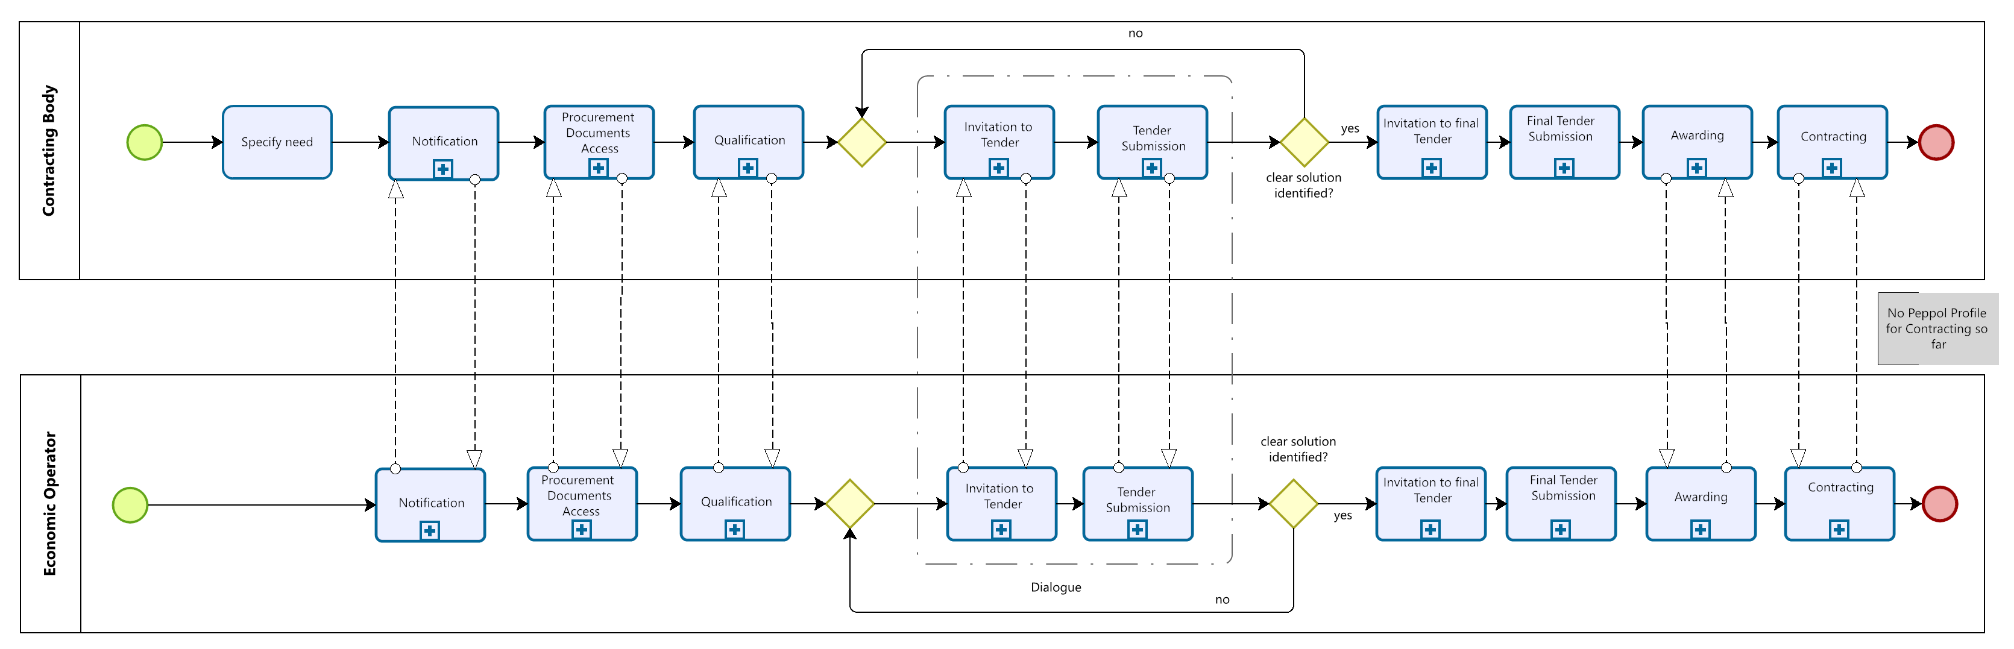 Contracting Body
no
Specify need
Notification
Procurement
Documents
Access
Qualification
Invitation to
Tender
Tender
Submission
clear solution
identified?
yes
Invitation to final
Tender
Final Tender
Submission
Awarding
Contracting
No Peppol Profile
for Contracting so
far
Economic Operator
Notification
Procurement
Documents
Access
Qualification
Invitation to
Tender
Tender
Submission
clear solution
identified?
yes
Invitation to final
Tender
Final Tender
Submission
Awarding
Contracting
Dialogue
no